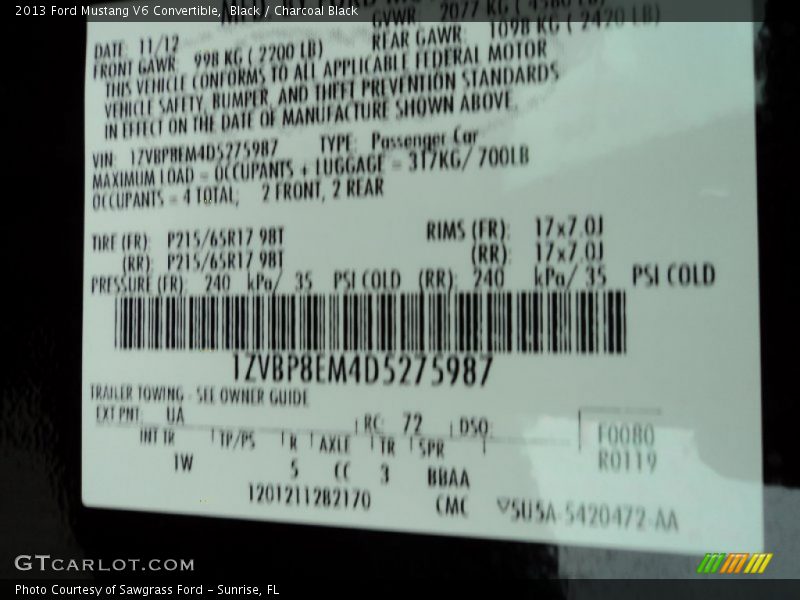 2013 Ford Mustang V6 Convertible, Black / Charcoal Black
GVWR: 2077 KG ( 4580 LB)
DATE: 11/12 REAR GAWR: 1098 KG ( 2420 LB)
FRONT GAWR: 998 KG ( 2200 LB)
THIS VEHICLE CONFORMS TO ALL APPLICABLE FEDERAL MOTOR
VEHICLE SAFETY, BUMPER, AND THEFT PREVENTION STANDARDS
IN EFFECT ON THE DATE OF MANUFACTURE SHOWN ABOVE.
VIN: 1ZVBP8EM4D5275987 TYPE: Passenger Car
MAXIMUM LOAD = OCCUPANTS + LUGGAGE = 317KG/ 700LB
OCCUPANTS = 4 TOTAL, 2 FRONT, 2 REAR
TIRE (FR): P215/65R17 98T RIMS (FR): 17x7.0J
(RR): P215/65R17 98T (RR): 17x7.0J
PRESSURE (FR): 240 kPa/ 35 PSI COLD (RR): 240 kPa/ 35 PSI COLD
1ZVBP8EM4D5275987
TRAILER TOWING - SEE OWNER GUIDE
EXT PNT: UA RC: 72 DSO:
INT TR TP/PS R AXLE TR SPR
1W 5 CC 3 BBAA
F0080
R0119
1201211282170 CMC 5U5A-5420472-AA
GTCARLOT.COM
Photo Courtesy of Sawgrass Ford - Sunrise, FL